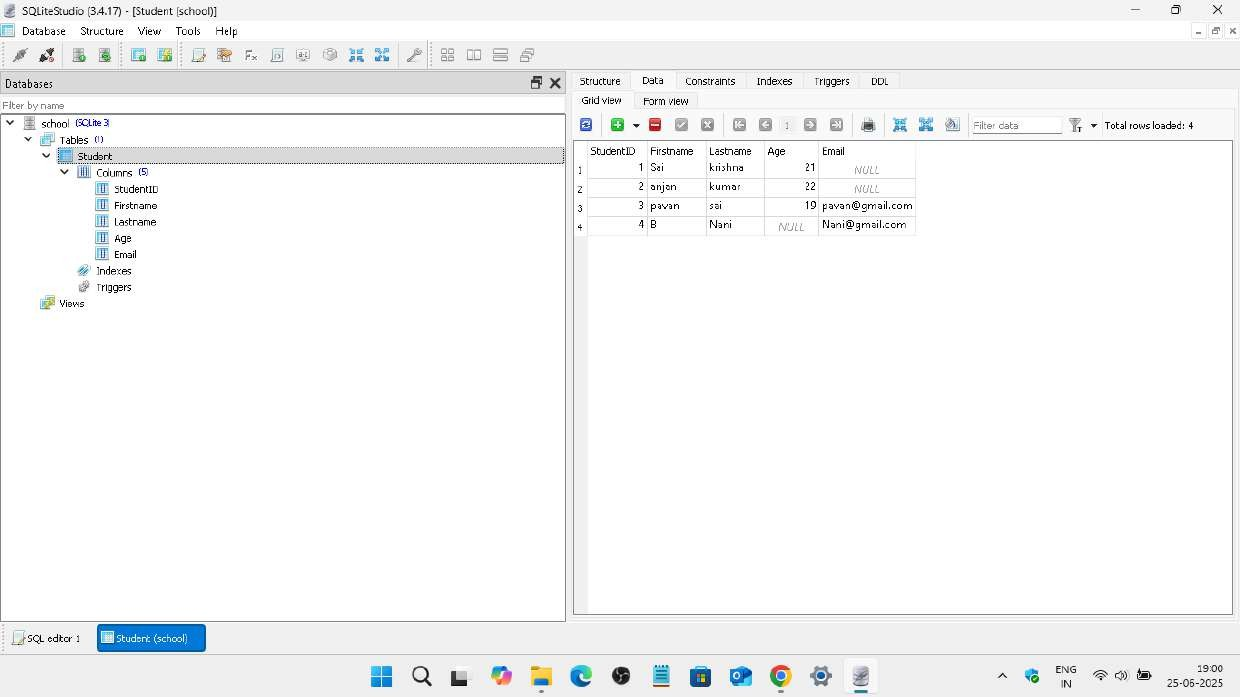 SQLiteStudio (3.4.17) - [Student (school)]
Database Structure View Tools Help
Databases
Filter by name
school (SQLite 3)
Tables (1)
Student
Columns (5)
StudentID
Firstname
Lastname
Age
Email
Indexes
Triggers
Views
Structure Data Constraints Indexes Triggers DDL
Grid view Form view
1 Filter data Total rows loaded: 4
StudentID Firstname Lastname Age Email
1 1 Sai krishna 21 NULL
2 2 anjan kumar 22 NULL
3 3 pavan sai 19 pavan@gmail.com
4 4 B Nani NULL Nani@gmail.com
SQL editor 1 Student (school)
ENG 19:00
IN 25-06-2025